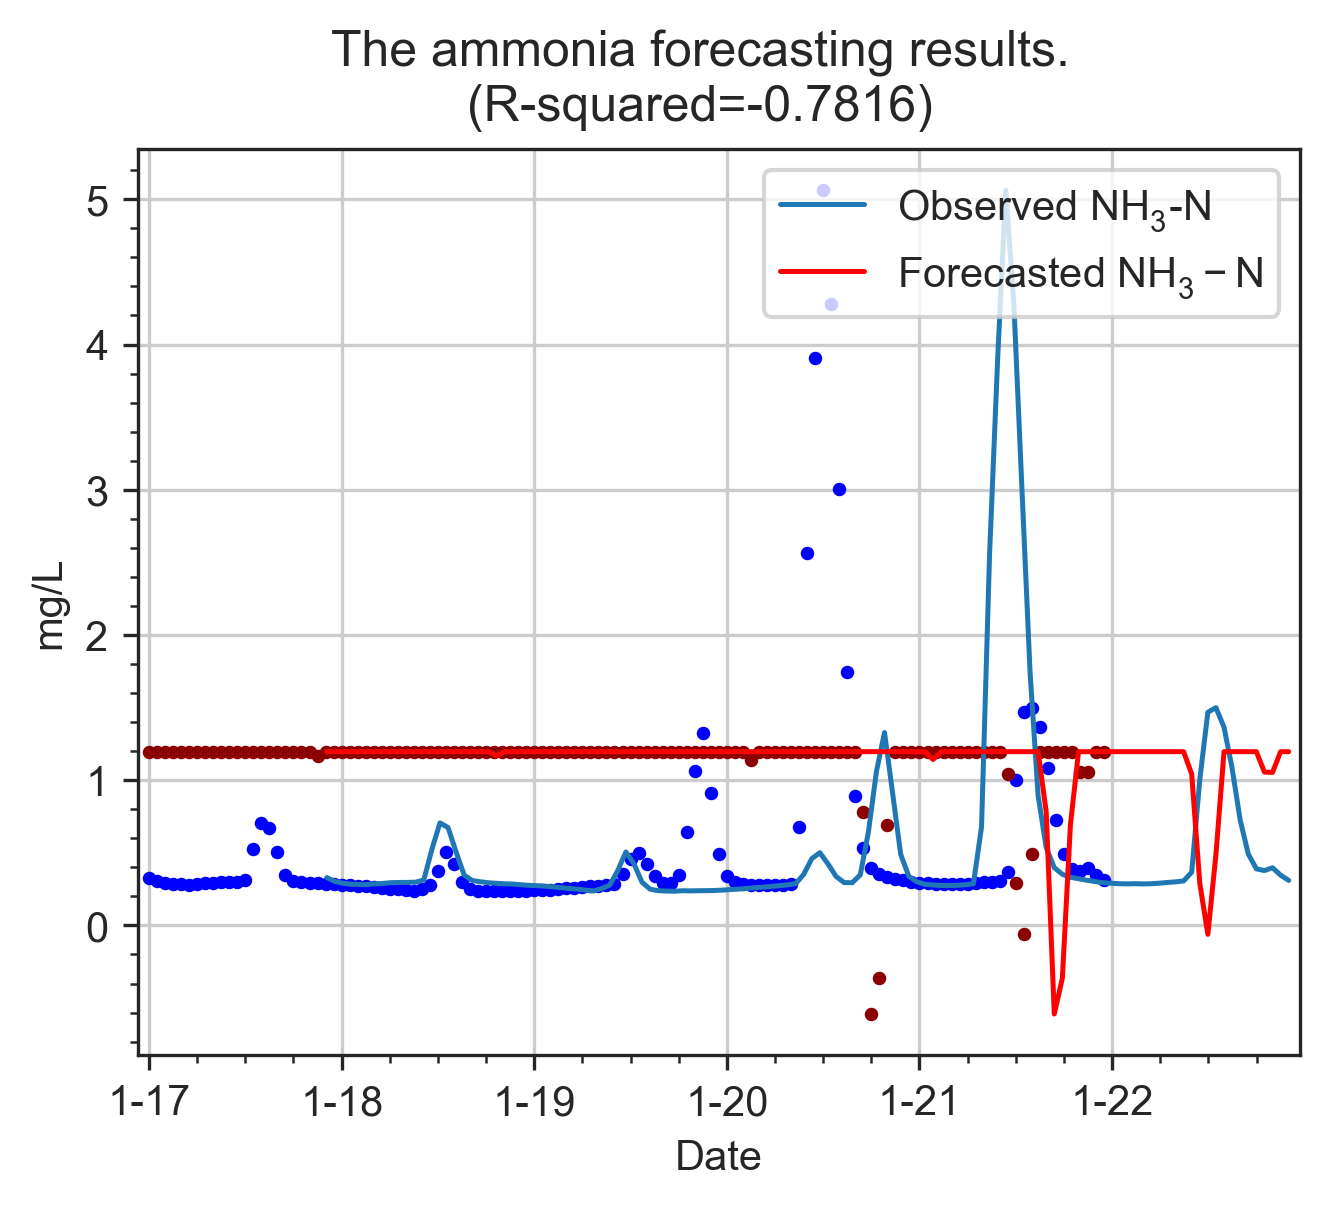 The ammonia forecasting results.
(R-squared=-0.7816)
Observed NH₃-N
Forecasted NH₃ − N
5
4
3
2
1
0
mg/L
1-17 1-18 1-19 1-20 1-21 1-22
Date